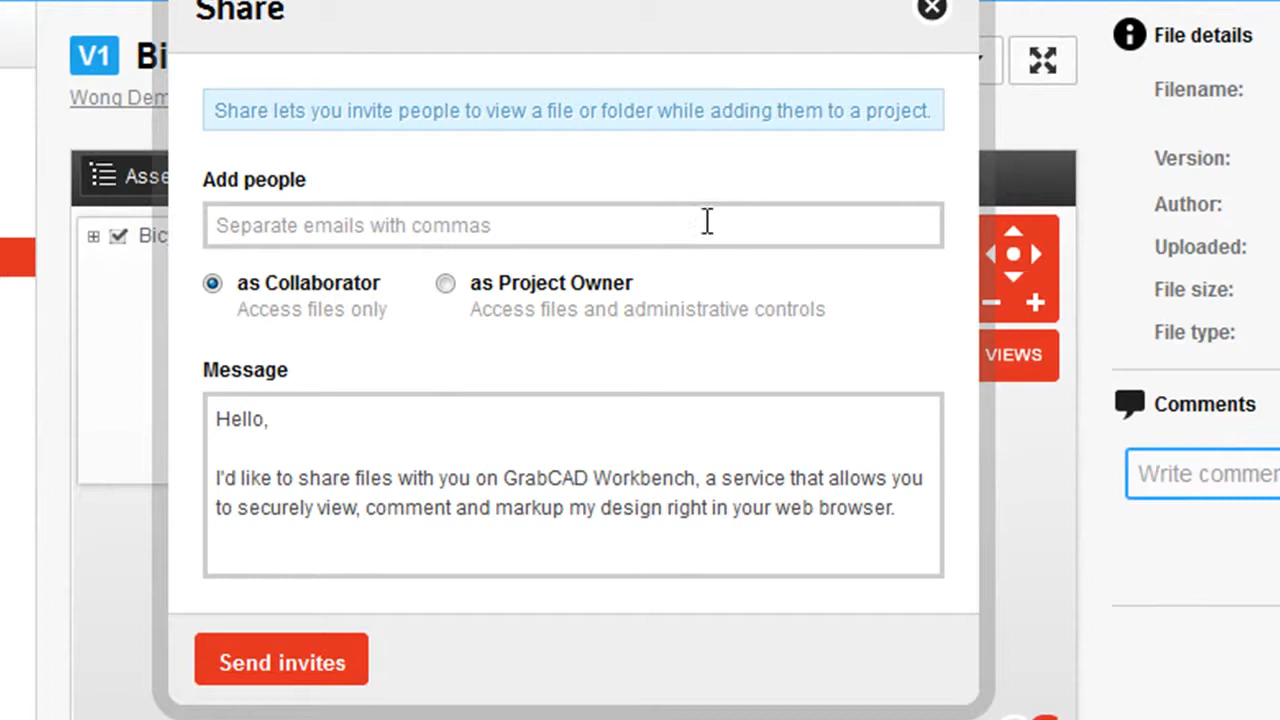 Share
V1 Bi
Wong Dem
Asse
Bic
Share lets you invite people to view a file or folder while adding them to a project.
Add people
Separate emails with commas
as Collaborator
Access files only
as Project Owner
Access files and administrative controls
Message
Hello,
I'd like to share files with you on GrabCAD Workbench, a service that allows you
to securely view, comment and markup my design right in your web browser.
Send invites
VIEWS
File details
Filename:
Version:
Author:
Uploaded:
File size:
File type:
Comments
Write commen